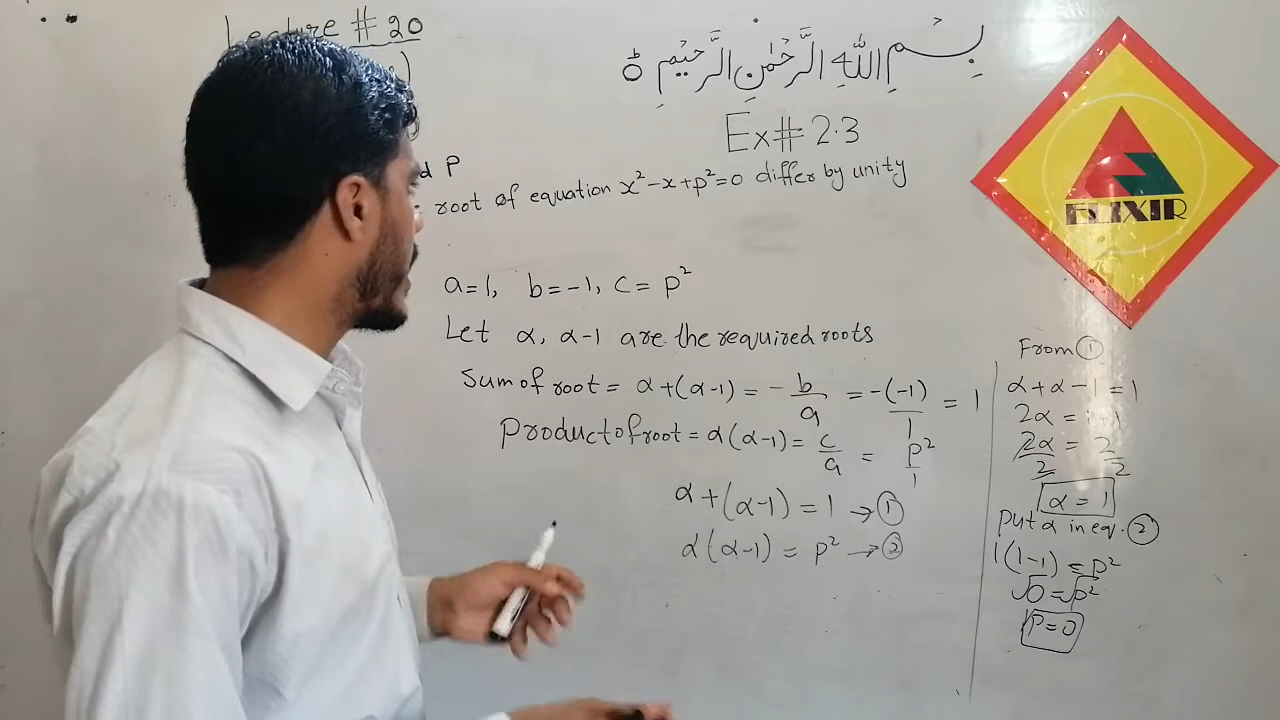 Lecture # 20
بِسْمِ اللّٰهِ الرَّحْمٰنِ الرَّحِيْمِ
Ex# 2.3
P
root of equation x²-x+p²=0 differ by unity
ELIXIR
a=1, b=-1, c= p²
Let α, α-1 are the required roots
Sum of root = α+(α-1) = -b/a = -(-1)/1 = 1
Product of root = α(α-1) = c/a = p²/1
α+(α-1) = 1 →①
α(α-1) = p² →②
From ①
α+α-1=1
2α = 1+1
2α/2 = 2/2
α = 1
Put α in eq. ②
1(1-1) = p²
√0 = √p²
P=0